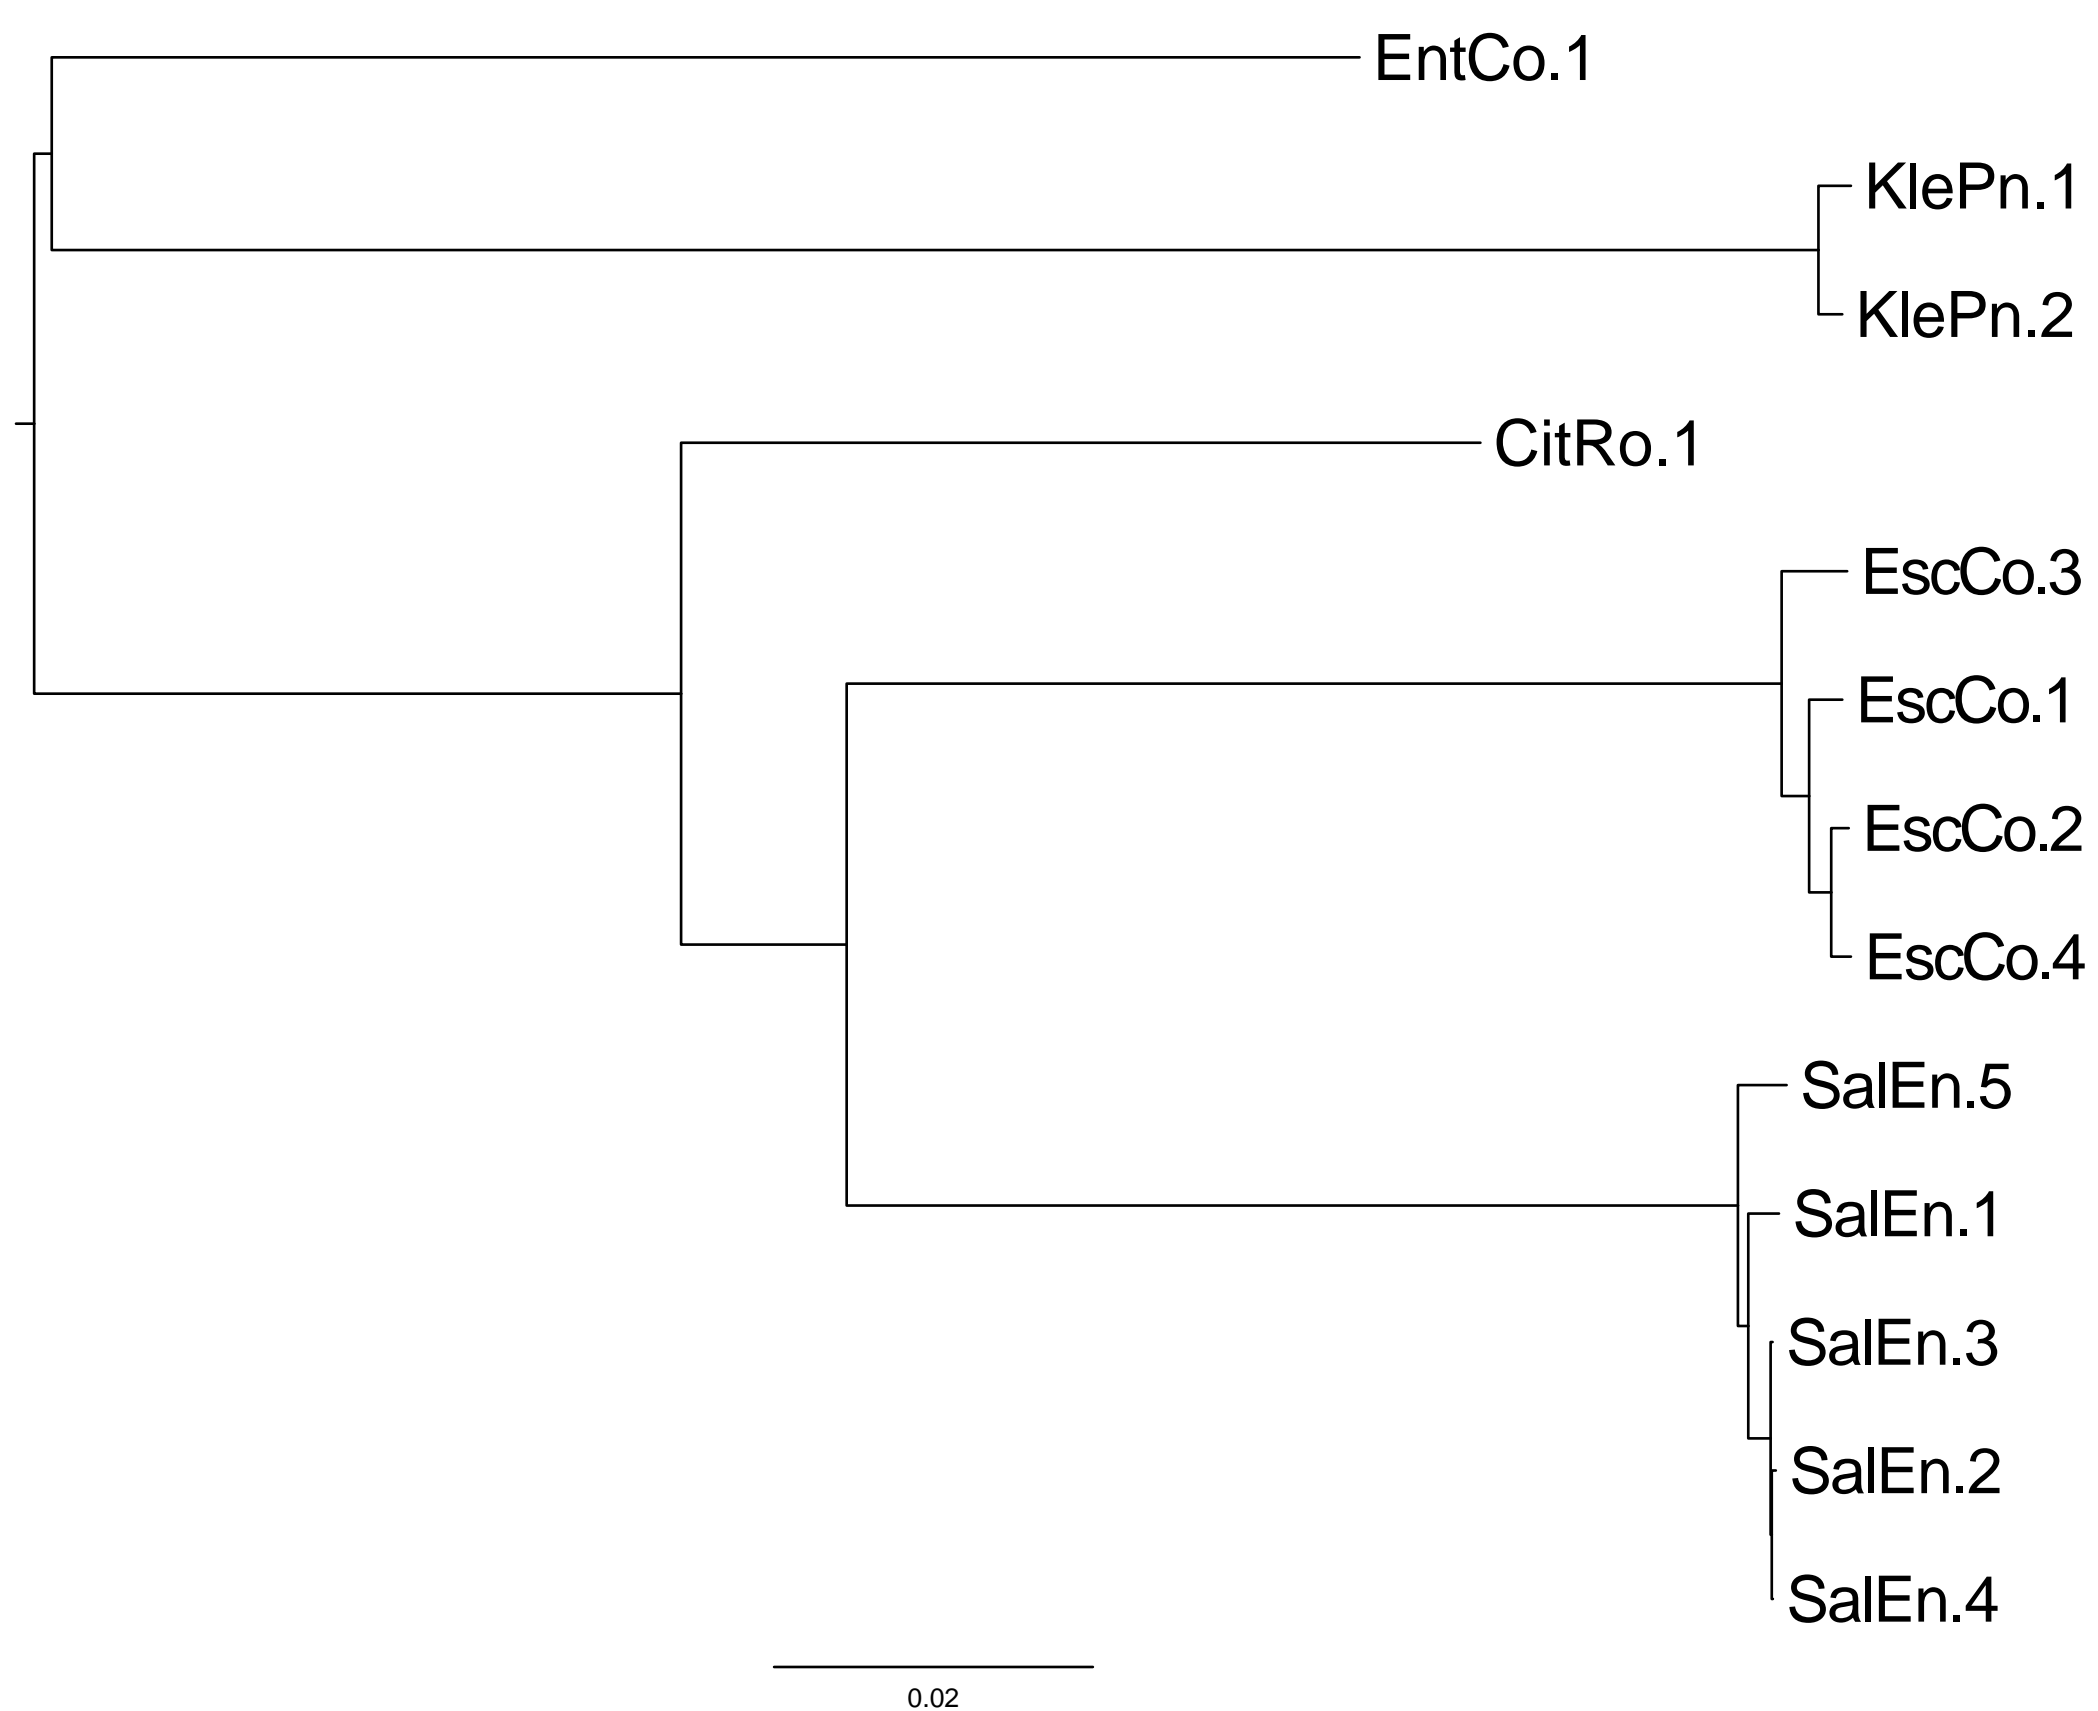 EntCo.1
KlePn.1
KlePn.2
CitRo.1
EscCo.3
EscCo.1
EscCo.2
EscCo.4
SalEn.5
SalEn.1
SalEn.3
SalEn.2
SalEn.4
0.02